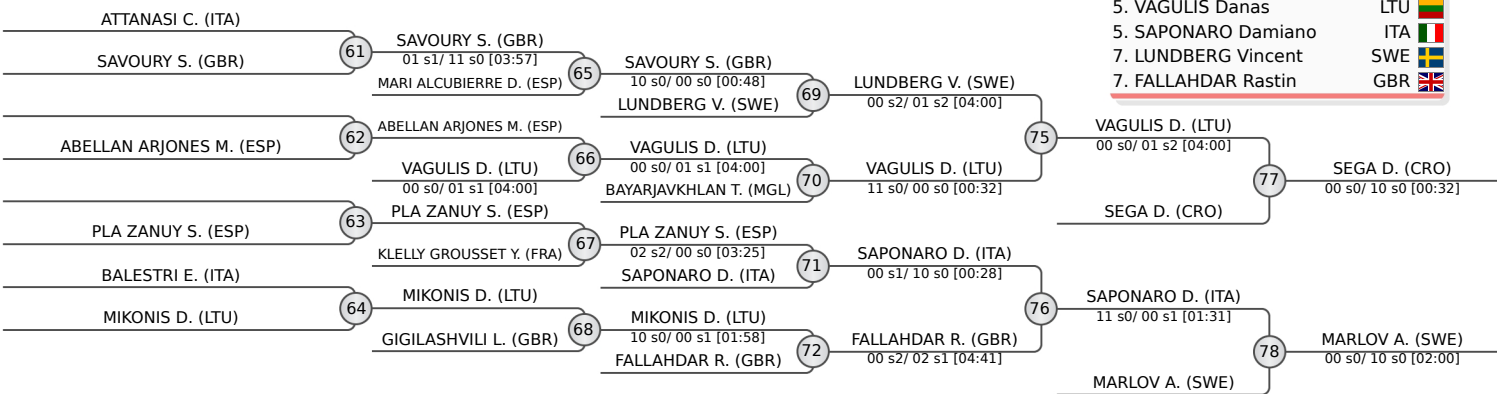 5. VAGULIS Danas LTU
5. SAPONARO Damiano ITA
7. LUNDBERG Vincent SWE
7. FALLAHDAR Rastin GBR
ATTANASI C. (ITA)
SAVOURY S. (GBR)
61
ABELLAN ARJONES M. (ESP)
62
PLA ZANUY S. (ESP)
63
BALESTRI E. (ITA)
MIKONIS D. (LTU)
64
SAVOURY S. (GBR)
01 s1/ 11 s0 [03:57]
MARI ALCUBIERRE D. (ESP)
65
ABELLAN ARJONES M. (ESP)
VAGULIS D. (LTU)
00 s0/ 01 s1 [04:00]
66
PLA ZANUY S. (ESP)
KLELLY GROUSSET Y. (FRA)
67
MIKONIS D. (LTU)
GIGILASHVILI L. (GBR)
68
SAVOURY S. (GBR)
10 s0/ 00 s0 [00:48]
LUNDBERG V. (SWE)
69
VAGULIS D. (LTU)
00 s0/ 01 s1 [04:00]
BAYARJAVKHLAN T. (MGL)
70
PLA ZANUY S. (ESP)
02 s2/ 00 s0 [03:25]
SAPONARO D. (ITA)
71
MIKONIS D. (LTU)
10 s0/ 00 s1 [01:58]
FALLAHDAR R. (GBR)
72
LUNDBERG V. (SWE)
00 s2/ 01 s2 [04:00]
VAGULIS D. (LTU)
11 s0/ 00 s0 [00:32]
75
SAPONARO D. (ITA)
00 s1/ 10 s0 [00:28]
FALLAHDAR R. (GBR)
00 s2/ 02 s1 [04:41]
76
VAGULIS D. (LTU)
00 s0/ 01 s2 [04:00]
SEGA D. (CRO)
77
SAPONARO D. (ITA)
11 s0/ 00 s1 [01:31]
MARLOV A. (SWE)
78
SEGA D. (CRO)
00 s0/ 10 s0 [00:32]
MARLOV A. (SWE)
00 s0/ 10 s0 [02:00]